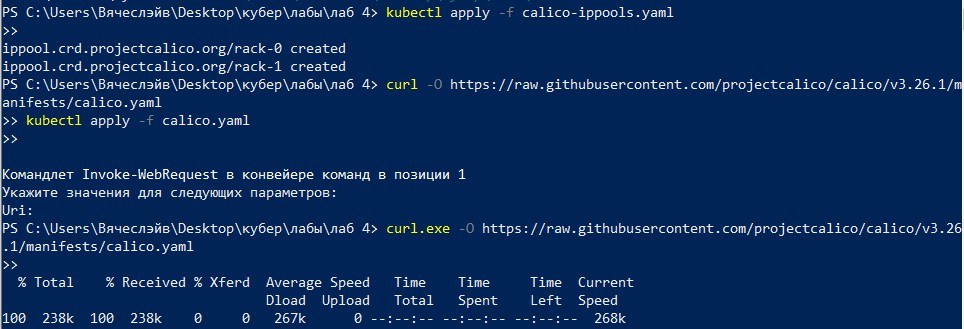 PS C:\Users\Вячеслэйв\Desktop\кубер\лабы\лаб 4> kubectl apply -f calico-ippools.yaml
>>
ippool.crd.projectcalico.org/rack-0 created
ippool.crd.projectcalico.org/rack-1 created
PS C:\Users\Вячеслэйв\Desktop\кубер\лабы\лаб 4> curl -O https://raw.githubusercontent.com/projectcalico/calico/v3.26.1/m
anifests/calico.yaml
>> kubectl apply -f calico.yaml
>>
Командлет Invoke-WebRequest в конвейере команд в позиции 1
Укажите значения для следующих параметров:
Uri:
PS C:\Users\Вячеслэйв\Desktop\кубер\лабы\лаб 4> curl.exe -O https://raw.githubusercontent.com/projectcalico/calico/v3.26
.1/manifests/calico.yaml
>>
  % Total    % Received % Xferd  Average Speed   Time    Time     Time  Current
                                 Dload  Upload   Total   Spent    Left  Speed
100  238k  100  238k    0     0   267k      0 --:--:-- --:--:-- --:--:--  268k